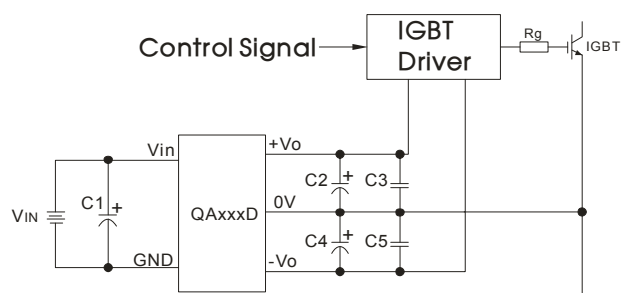 IGBT
Driver
Control Signal
Rg
IGBT
Vin
+Vo
C1
+
C2
+
C3
VIN
QAxxxD
0V
C4
+
C5
GND
-Vo